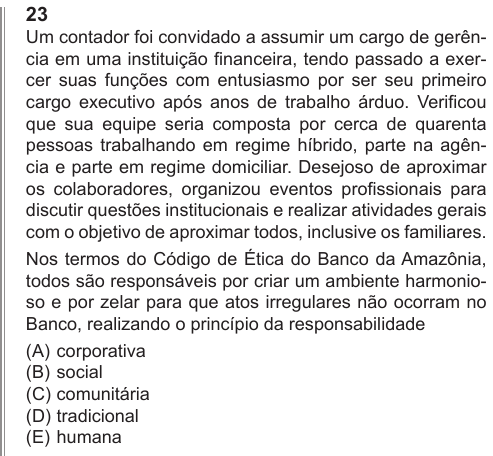 23
Um contador foi convidado a assumir um cargo de gerên-
cia em uma instituição financeira, tendo passado a exer-
cer suas funções com entusiasmo por ser seu primeiro
cargo executivo após anos de trabalho árduo. Verificou
que sua equipe seria composta por cerca de quarenta
pessoas trabalhando em regime híbrido, parte na agên-
cia e parte em regime domiciliar. Desejoso de aproximar
os colaboradores, organizou eventos profissionais para
discutir questões institucionais e realizar atividades gerais
com o objetivo de aproximar todos, inclusive os familiares.
Nos termos do Código de Ética do Banco da Amazônia,
todos são responsáveis por criar um ambiente harmonio-
so e por zelar para que atos irregulares não ocorram no
Banco, realizando o princípio da responsabilidade
(A) corporativa
(B) social
(C) comunitária
(D) tradicional
(E) humana